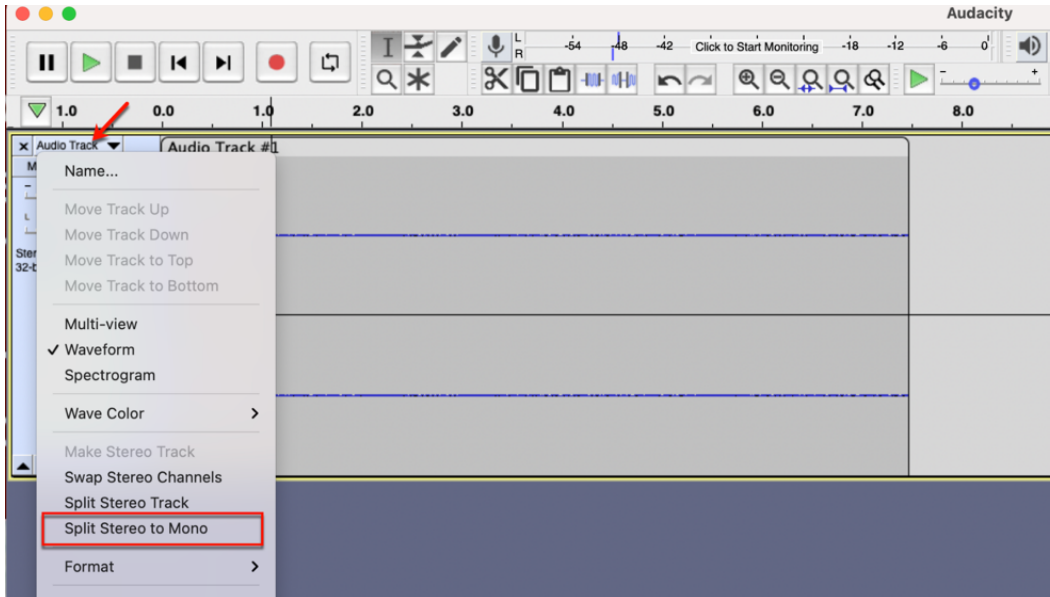 Audacity
L
R
-54 -48 -42 Click to Start Monitoring -18 -12 -6 0
- +
1.0 0.0 1.0 2.0 3.0 4.0 5.0 6.0 7.0 8.0
Audio Track
Audio Track #1
M
L
Ster
32-b
Name...
Move Track Up
Move Track Down
Move Track to Top
Move Track to Bottom
Multi-view
Waveform
Spectrogram
Wave Color
Make Stereo Track
Swap Stereo Channels
Split Stereo Track
Split Stereo to Mono
Format